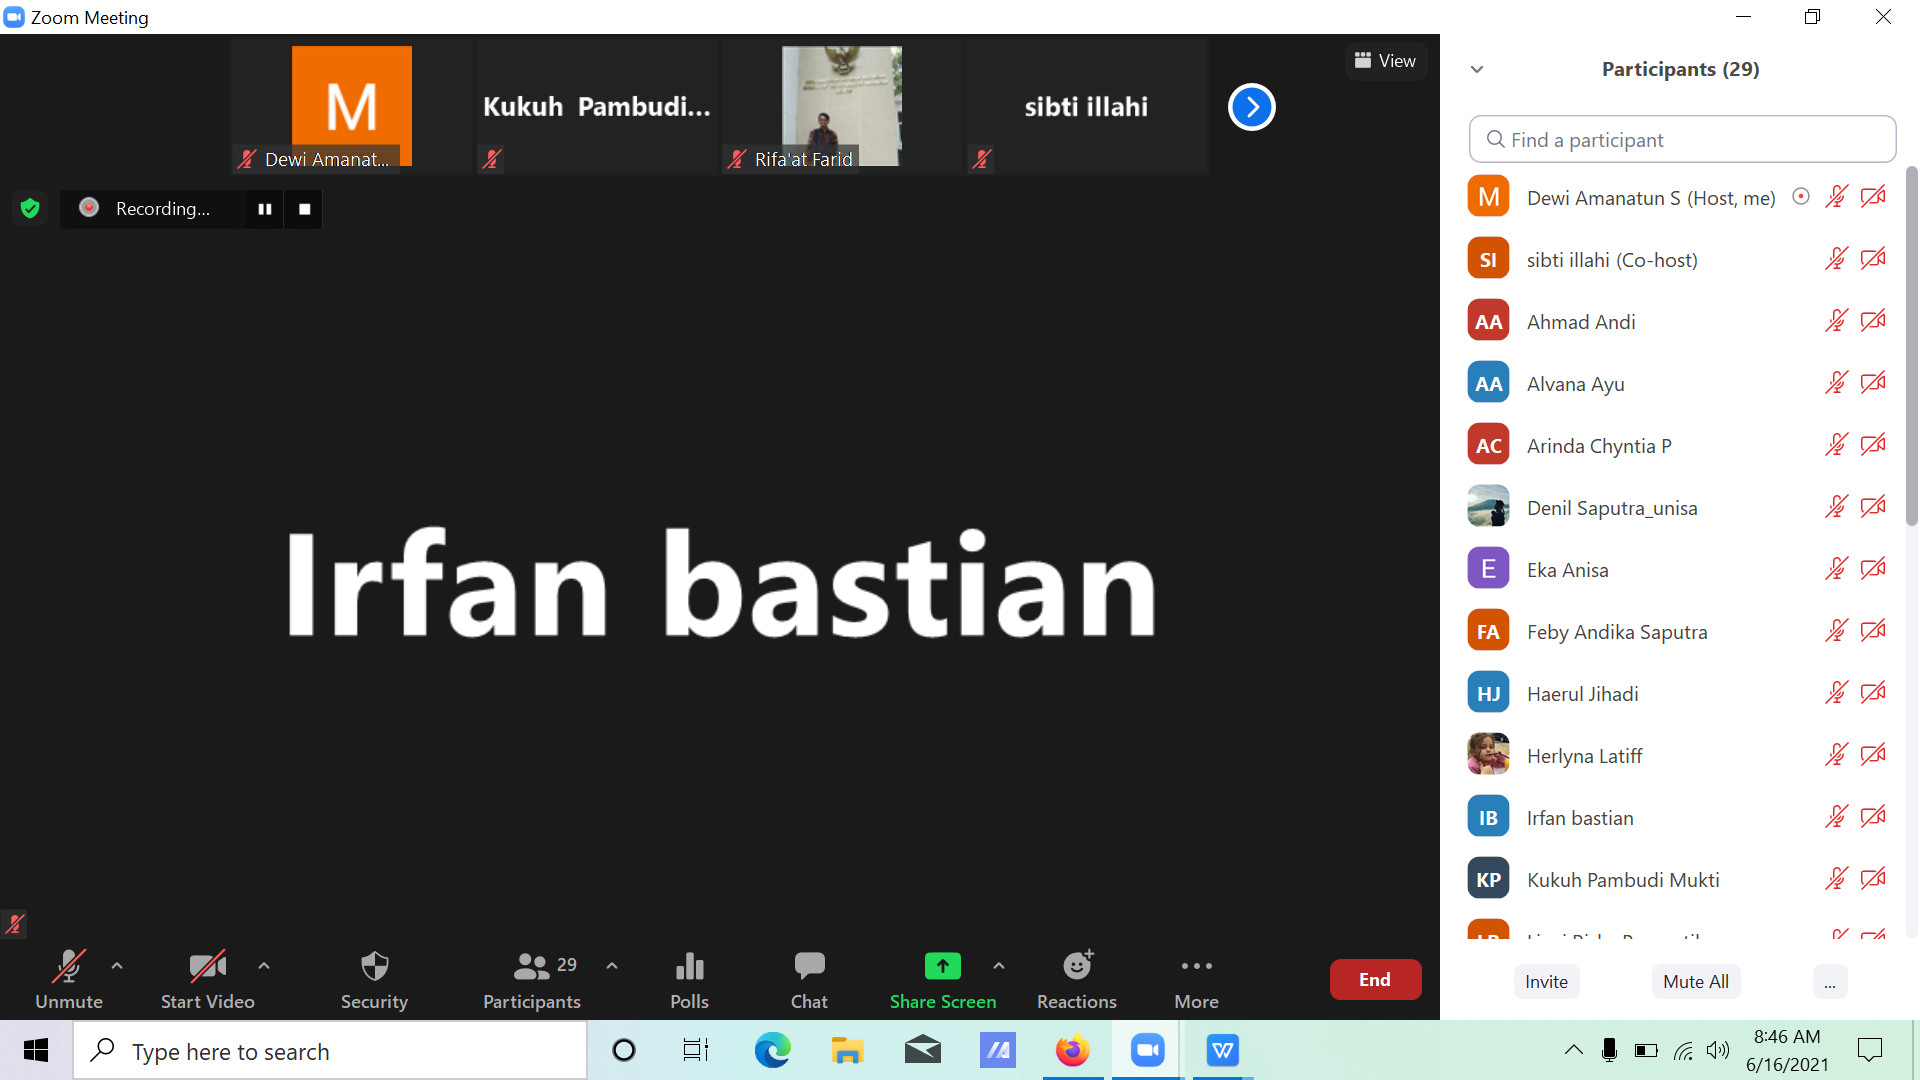 Zoom Meeting
M
Dewi Amanat...
Kukuh Pambudi...
Rifa'at Farid
sibti illahi
View
Recording...
Irfan bastian
Unmute
Start Video
Security
29
Participants
Polls
Chat
Share Screen
Reactions
More
End
Participants (29)
Find a participant
M Dewi Amanatun S (Host, me)
SI sibti illahi (Co-host)
AA Ahmad Andi
AA Alvana Ayu
AC Arinda Chyntia P
Denil Saputra_unisa
E Eka Anisa
FA Feby Andika Saputra
HJ Haerul Jihadi
Herlyna Latiff
IB Irfan bastian
KP Kukuh Pambudi Mukti
Invite
Mute All
...
Type here to search
8:46 AM
6/16/2021